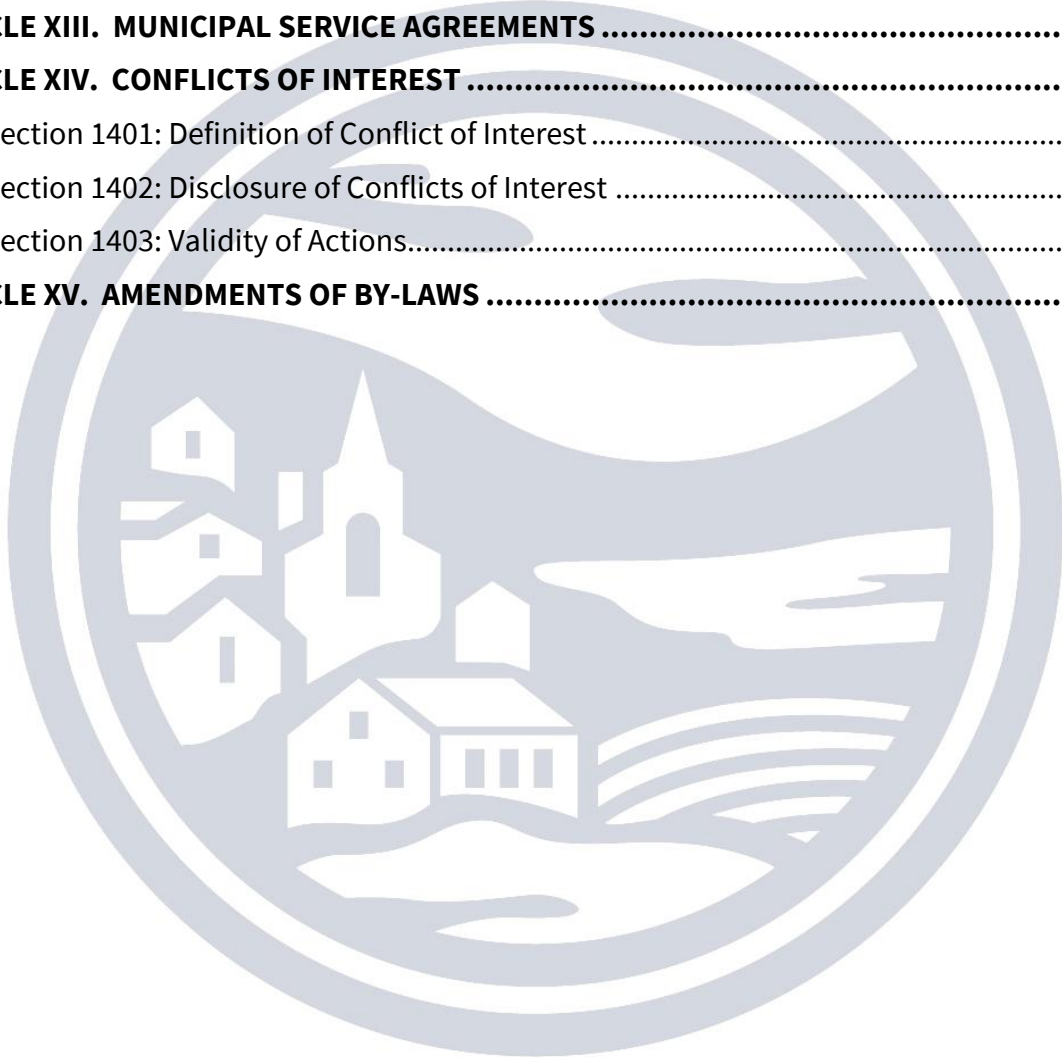 CLE XIII. MUNICIPAL SERVICE AGREEMENTS ................................................
CLE XIV. CONFLICTS OF INTEREST ..............................................................
ection 1401: Definition of Conflict of Interest ................................................
ection 1402: Disclosure of Conflicts of Interest ..............................................
ection 1403: Validity of Actions....................................................................
CLE XV. AMENDMENTS OF BY-LAWS ............................................................